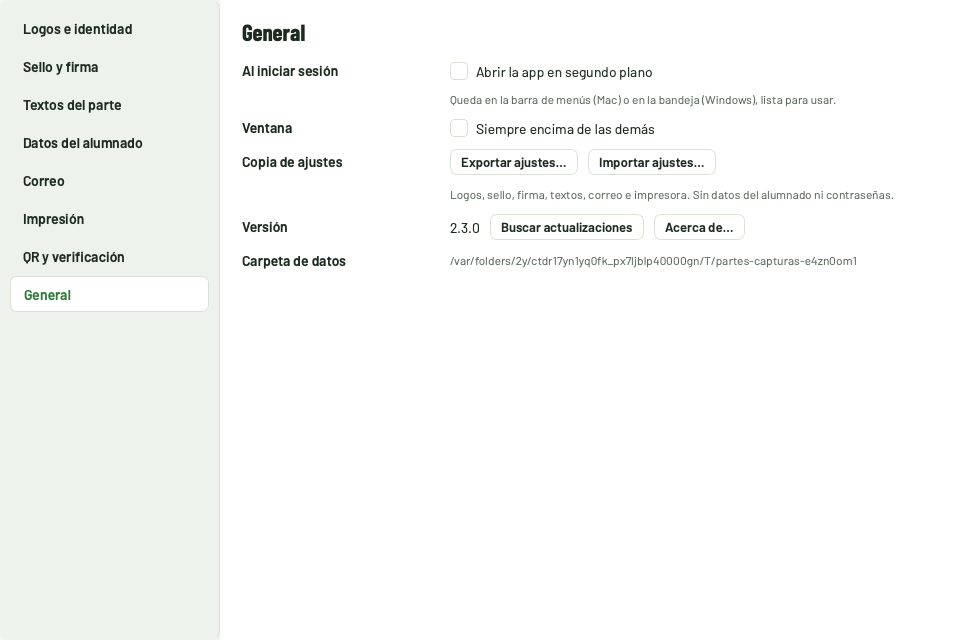 Logos e identidad
Sello y firma
Textos del parte
Datos del alumnado
Correo
Impresión
QR y verificación
General
General
Al iniciar sesión
Abrir la app en segundo plano
Queda en la barra de menús (Mac) o en la bandeja (Windows), lista para usar.
Ventana
Siempre encima de las demás
Copia de ajustes
Exportar ajustes... Importar ajustes...
Logos, sello, firma, textos, correo e impresora. Sin datos del alumnado ni contraseñas.
Versión
2.3.0 Buscar actualizaciones Acerca de...
Carpeta de datos
/var/folders/2y/ctdr17yn1yq0fk_px7ljblp40000gn/T/partes-capturas-e4zn0om1